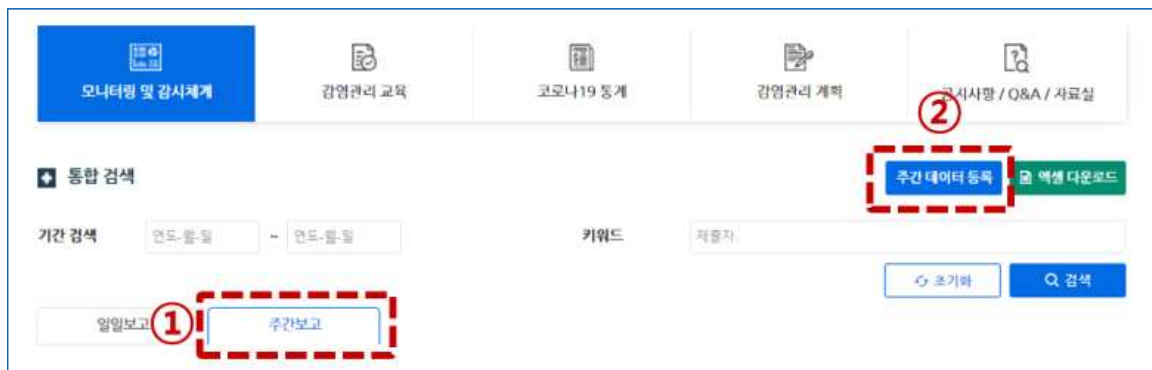 모니터링 및 감시체계
감염관리 교육
코로나19 통계
감염관리 계획
공지사항 / Q&A / 자료실
②
통합 검색
주간 데이터 등록
엑셀 다운로드
기간 검색
연도-월-일 ~ 연도-월-일
키워드
제출자
초기화
검색
일일보고
①
주간보고